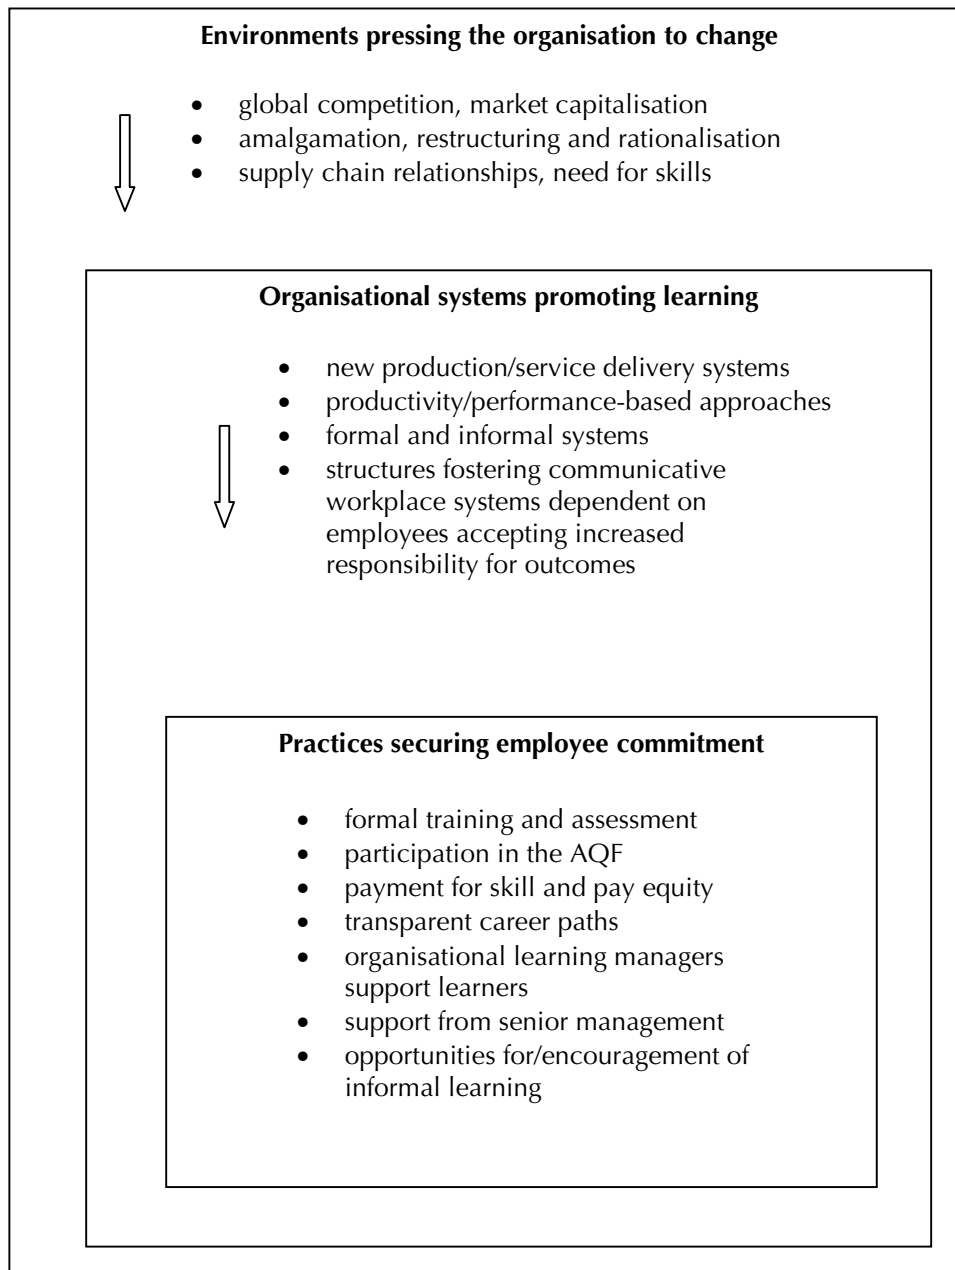 Environments pressing the organisation to change
• global competition, market capitalisation
• amalgamation, restructuring and rationalisation
• supply chain relationships, need for skills
Organisational systems promoting learning
• new production/service delivery systems
• productivity/performance-based approaches
• formal and informal systems
• structures fostering communicative
workplace systems dependent on
employees accepting increased
responsibility for outcomes
Practices securing employee commitment
• formal training and assessment
• participation in the AQF
• payment for skill and pay equity
• transparent career paths
• organisational learning managers
support learners
• support from senior management
• opportunities for/encouragement of
informal learning